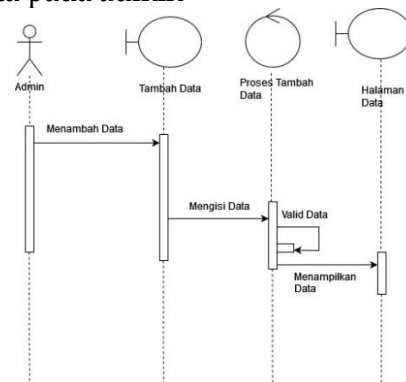 Admin
Tambah Data
Proses Tambah
Data
Halaman
Data
Menambah Data
Mengisi Data
Valid Data
Menampilkan
Data